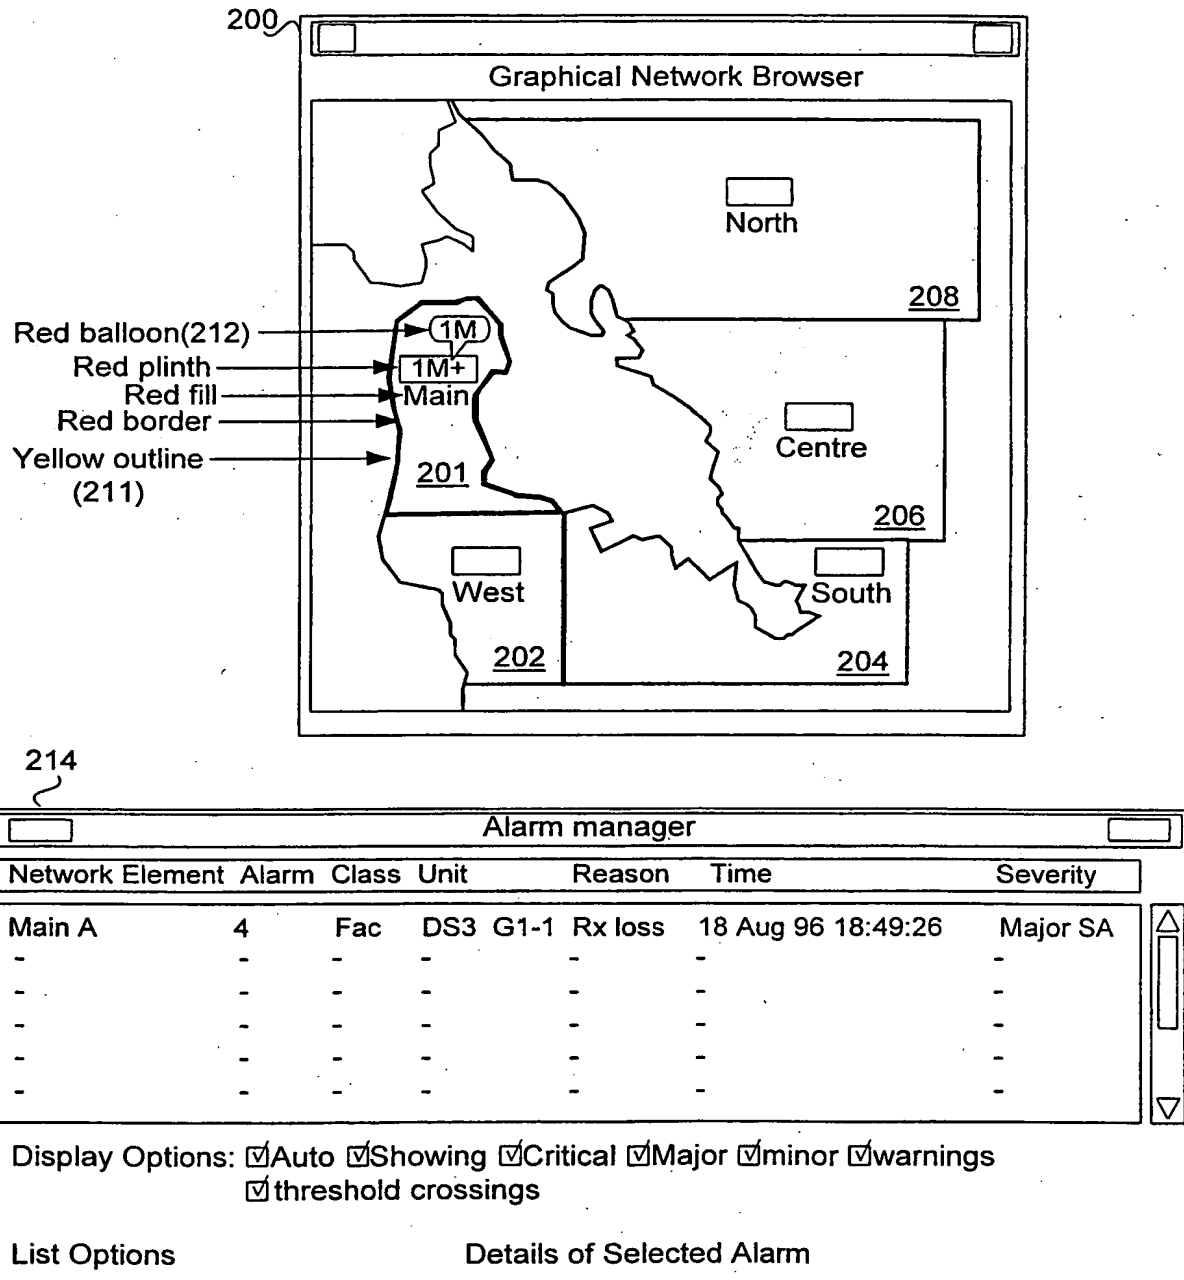 200
Graphical Network Browser
North
208
Red balloon(212)
1M
Red plinth
1M+
Red fill
Main
Red border
Centre
Yellow outline
(211)
201
206
West
South
202
204
214
Alarm manager
Network Element Alarm Class Unit Reason Time Severity
Main A 4 Fac DS3 G1-1 Rx loss 18 Aug 96 18:49:26 Major SA
- - - - - - -
- - - - - - -
- - - - - - -
- - - - - - -
- - - - - - -
Display Options: ☑Auto ☑Showing ☑Critical ☑Major ☑minor ☑warnings
☑threshold crossings
List Options Details of Selected Alarm